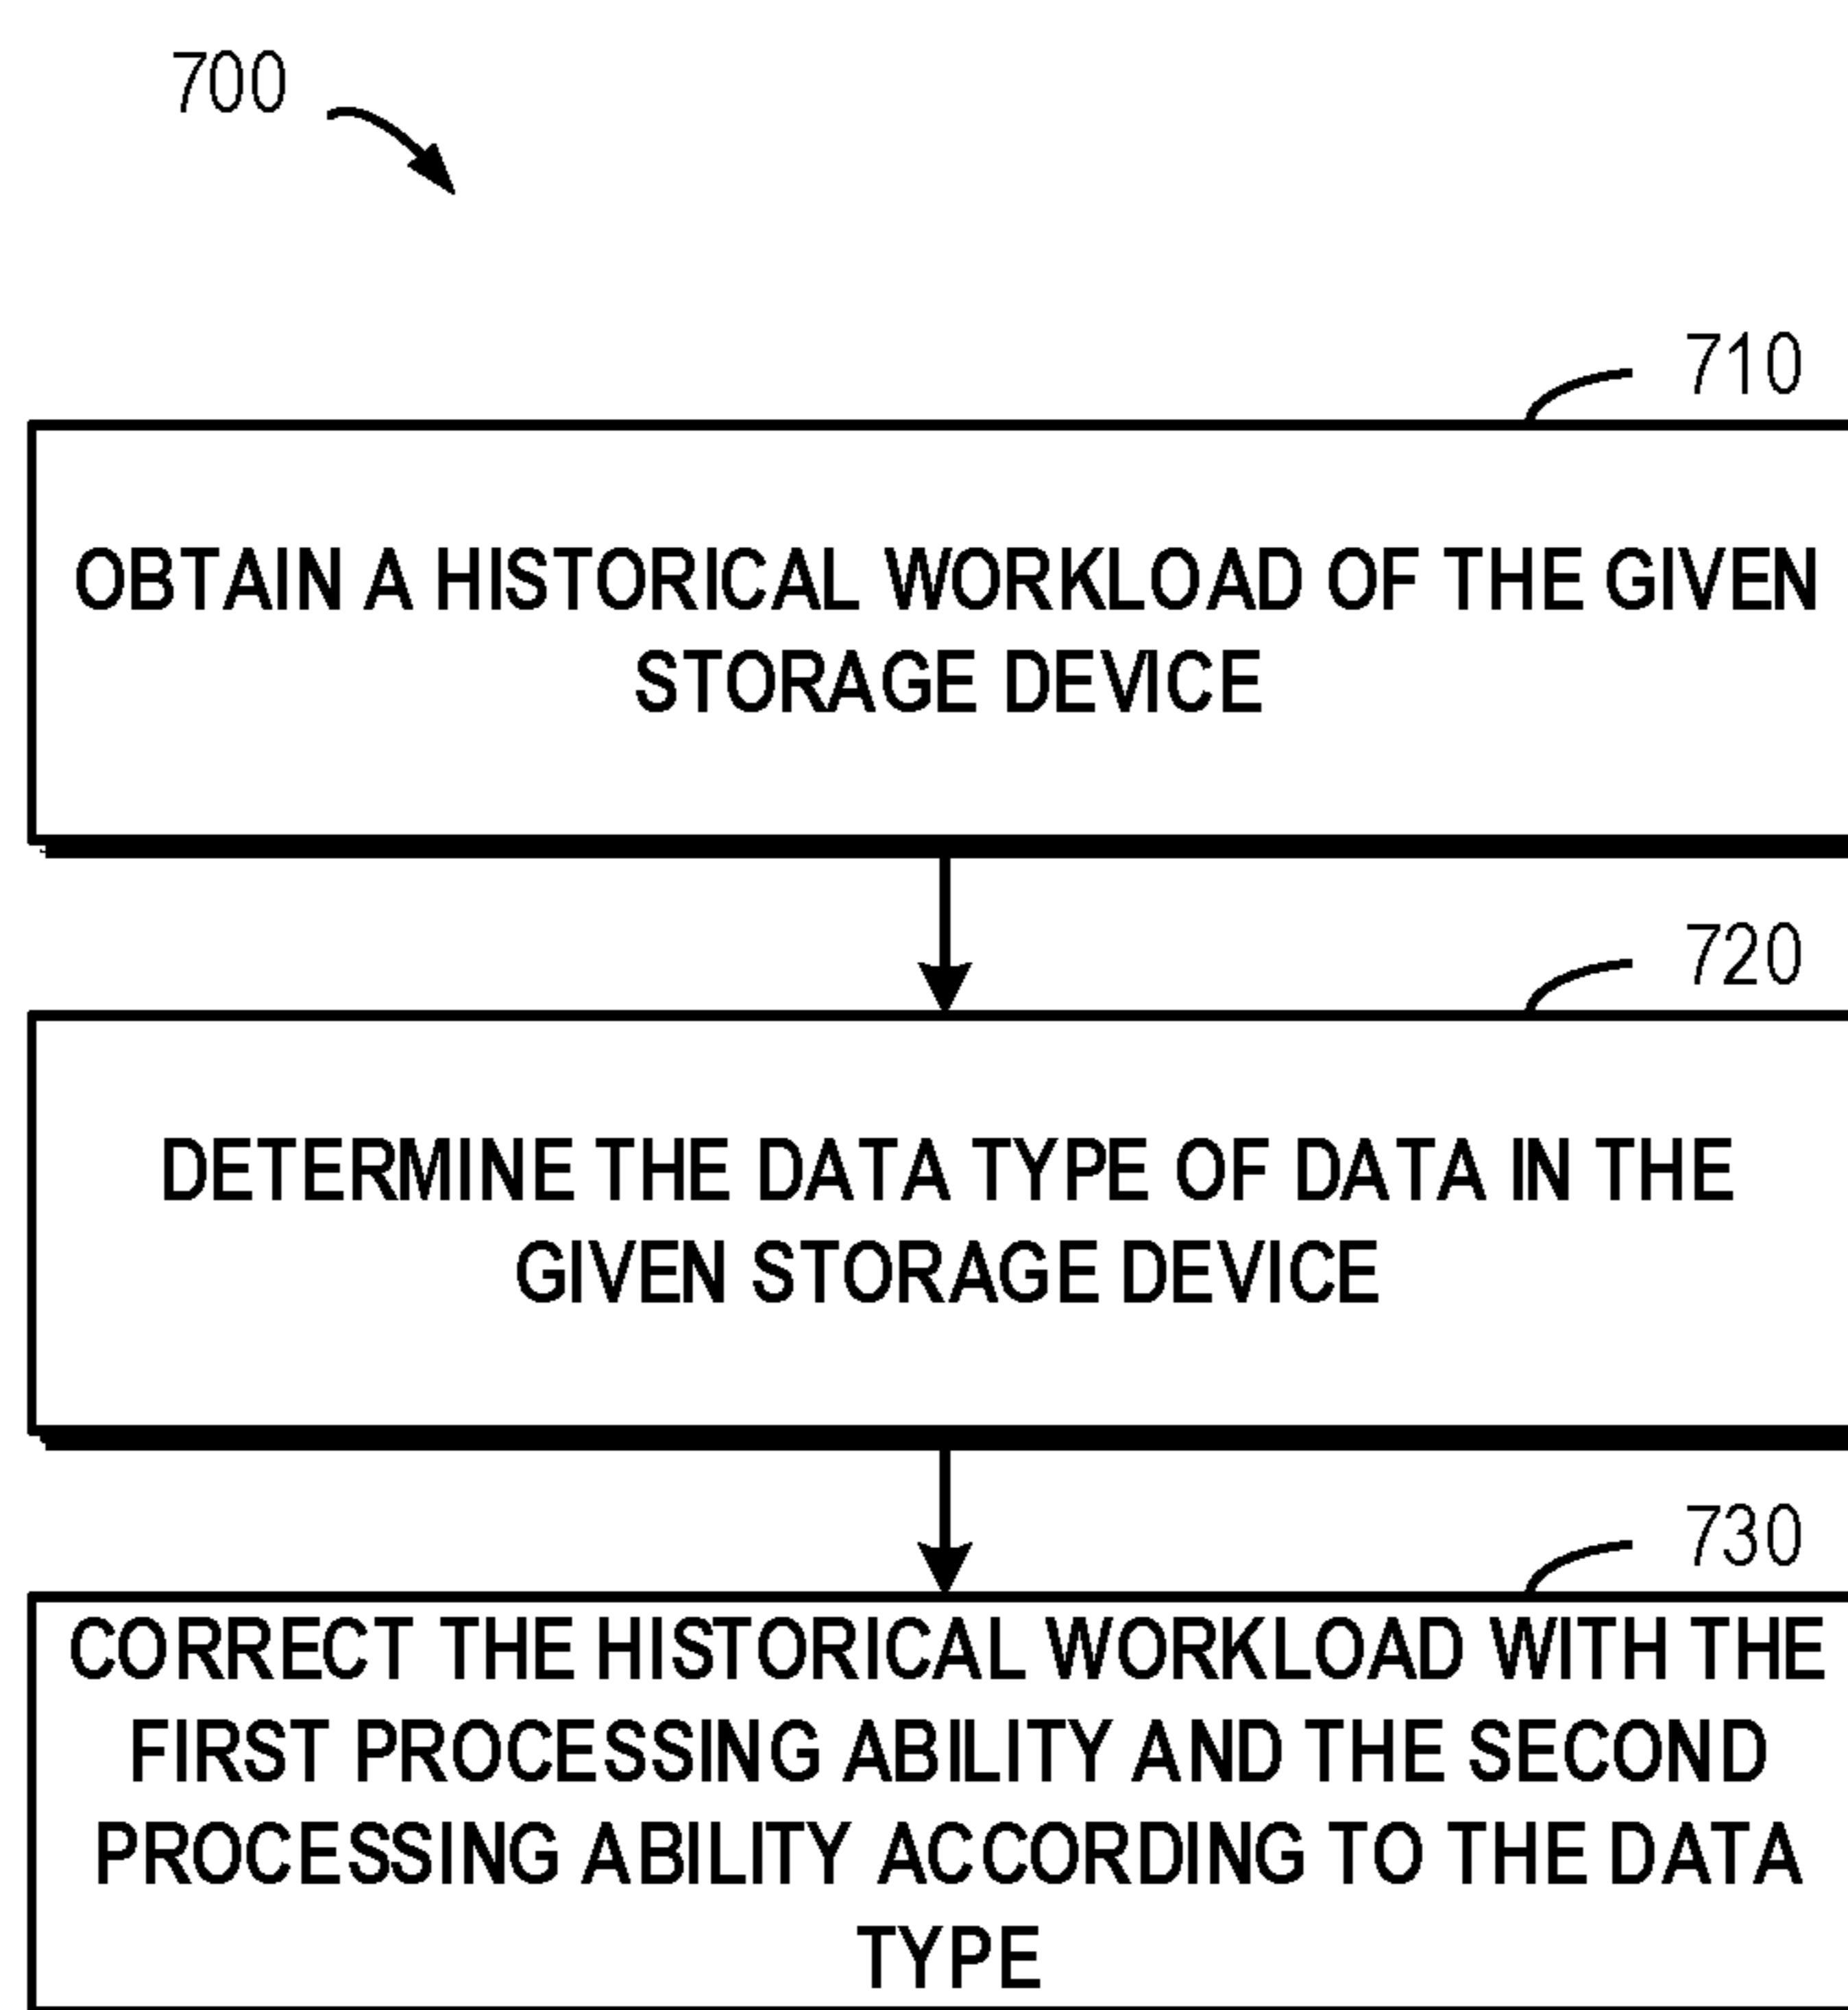 700
710
OBTAIN A HISTORICAL WORKLOAD OF THE GIVEN
STORAGE DEVICE
720
DETERMINE THE DATA TYPE OF DATA IN THE
GIVEN STORAGE DEVICE
730
CORRECT THE HISTORICAL WORKLOAD WITH THE
FIRST PROCESSING ABILITY AND THE SECOND
PROCESSING ABILITY ACCORDING TO THE DATA
TYPE